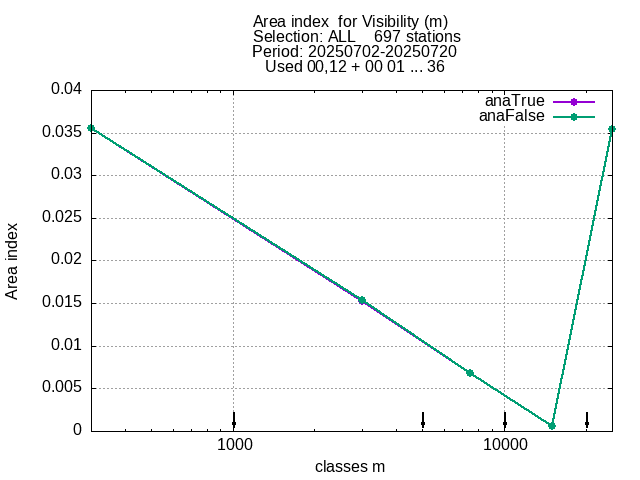 Area index  for Visibility (m)
Selection: ALL    697 stations
Period: 20250702-20250720
Used 00,12 + 00 01 ... 36
anaTrue
anaFalse
0.04
0.035
0.03
0.025
0.02
0.015
0.01
0.005
0
Area index
1000
10000
classes m